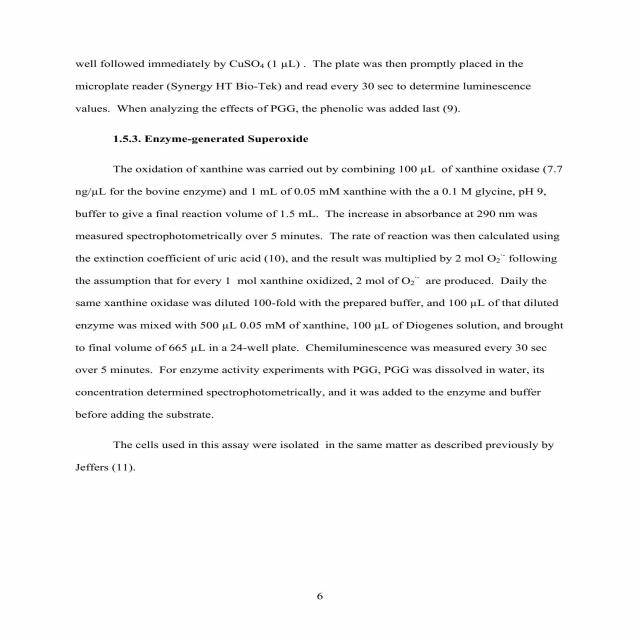 well followed immediately by CuSO₄ (1 µL) . The plate was then promptly placed in the
microplate reader (Synergy HT Bio-Tek) and read every 30 sec to determine luminescence
values. When analyzing the effects of PGG, the phenolic was added last (9).
1.5.3. Enzyme-generated Superoxide
The oxidation of xanthine was carried out by combining 100 µL of xanthine oxidase (7.7
ng/µL for the bovine enzyme) and 1 mL of 0.05 mM xanthine with the a 0.1 M glycine, pH 9,
buffer to give a final reaction volume of 1.5 mL. The increase in absorbance at 290 nm was
measured spectrophotometrically over 5 minutes. The rate of reaction was then calculated using
the extinction coefficient of uric acid (10), and the result was multiplied by 2 mol O₂˙⁻ following
the assumption that for every 1 mol xanthine oxidized, 2 mol of O₂˙⁻ are produced. Daily the
same xanthine oxidase was diluted 100-fold with the prepared buffer, and 100 µL of that diluted
enzyme was mixed with 500 µL 0.05 mM of xanthine, 100 µL of Diogenes solution, and brought
to final volume of 665 µL in a 24-well plate. Chemiluminescence was measured every 30 sec
over 5 minutes. For enzyme activity experiments with PGG, PGG was dissolved in water, its
concentration determined spectrophotometrically, and it was added to the enzyme and buffer
before adding the substrate.
The cells used in this assay were isolated in the same matter as described previously by
Jeffers (11).
6